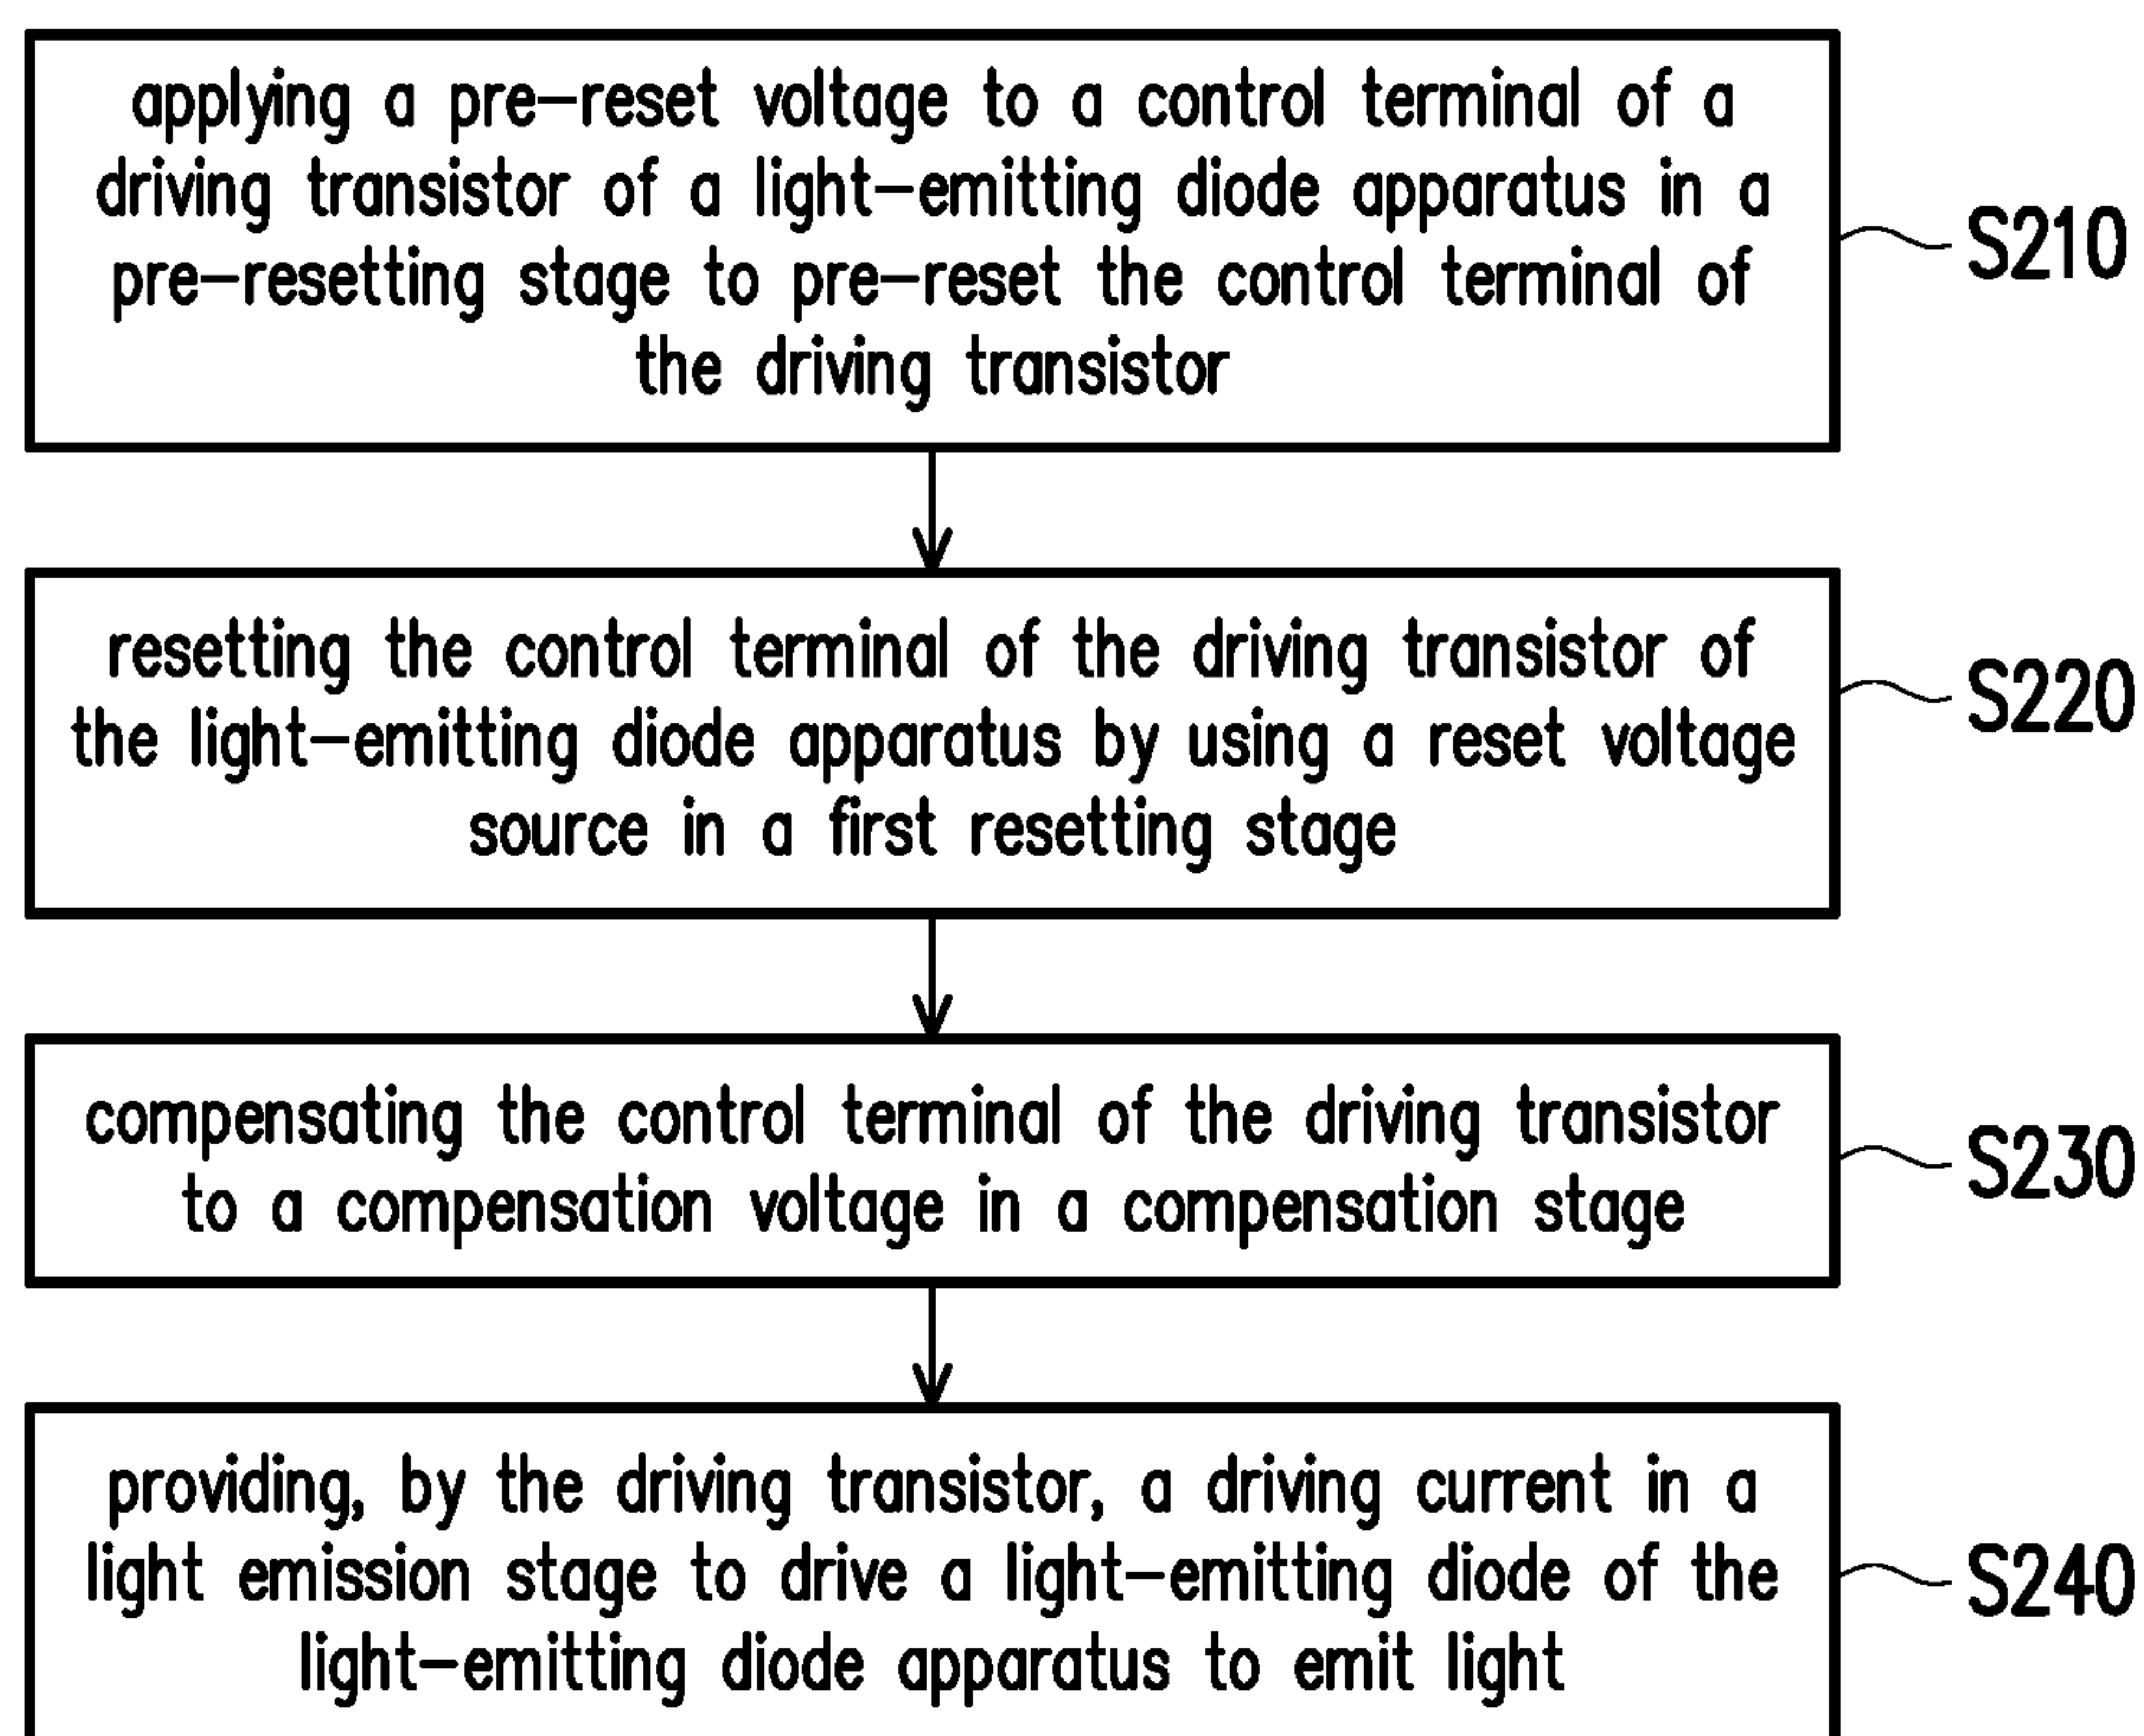 applying a pre-reset voltage to a control terminal of a
driving transistor of a light-emitting diode apparatus in a
pre-resetting stage to pre-reset the control terminal of
the driving transistor
S210
resetting the control terminal of the driving transistor of
the light-emitting diode apparatus by using a reset voltage
source in a first resetting stage
S220
compensating the control terminal of the driving transistor
to a compensation voltage in a compensation stage
S230
providing, by the driving transistor, a driving current in a
light emission stage to drive a light-emitting diode of the
light-emitting diode apparatus to emit light
S240